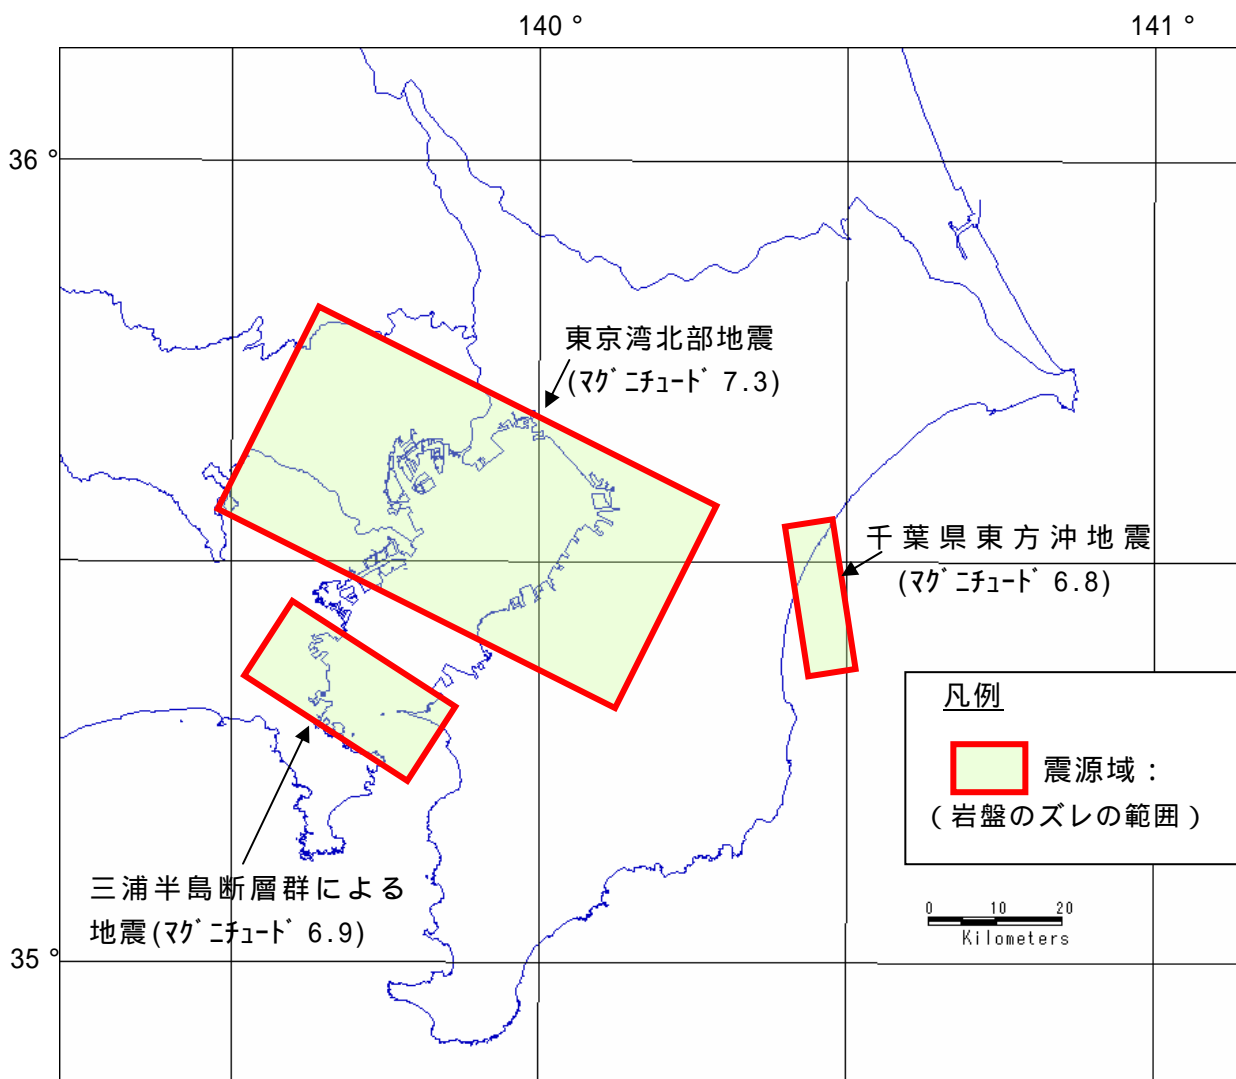 140 °
141 °
36 °
東京湾北部地震
(ﾏｸﾞﾆﾁｭｰﾄﾞ 7.3)
千葉県東方沖地震
(ﾏｸﾞﾆﾁｭｰﾄﾞ 6.8)
凡例
震源域：
(岩盤のズレの範囲)
三浦半島断層群による
地震(ﾏｸﾞﾆﾁｭｰﾄﾞ 6.9)
0 10 20
Kilometers
35 °